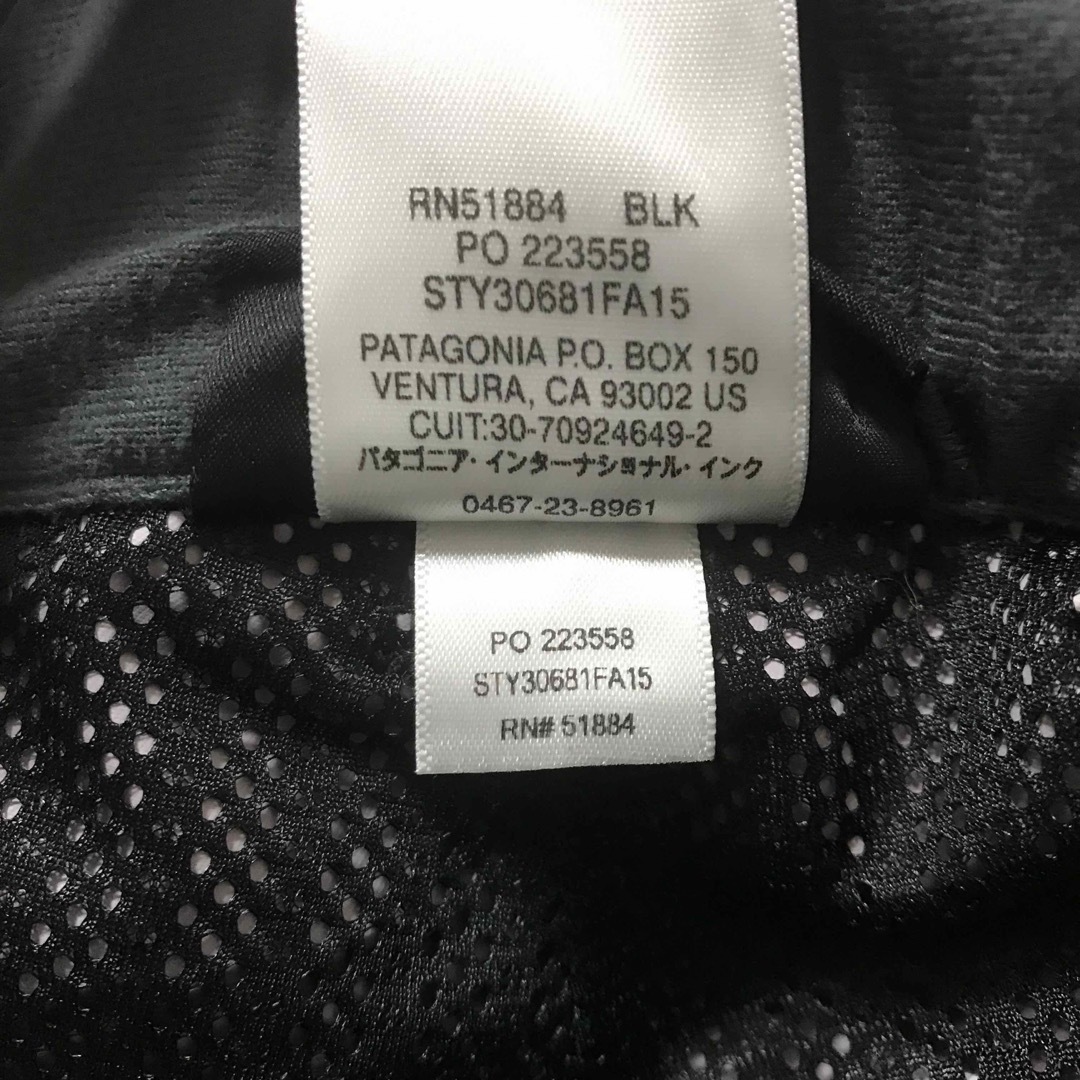 RN51884 BLK
PO 223558
STY30681FA15
PATAGONIA P.O. BOX 150
VENTURA, CA 93002 US
CUIT:30-70924649-2
パタゴニア・インターナショナル・インク
0467-23-8961
PO 223558
STY30681FA15
RN# 51884